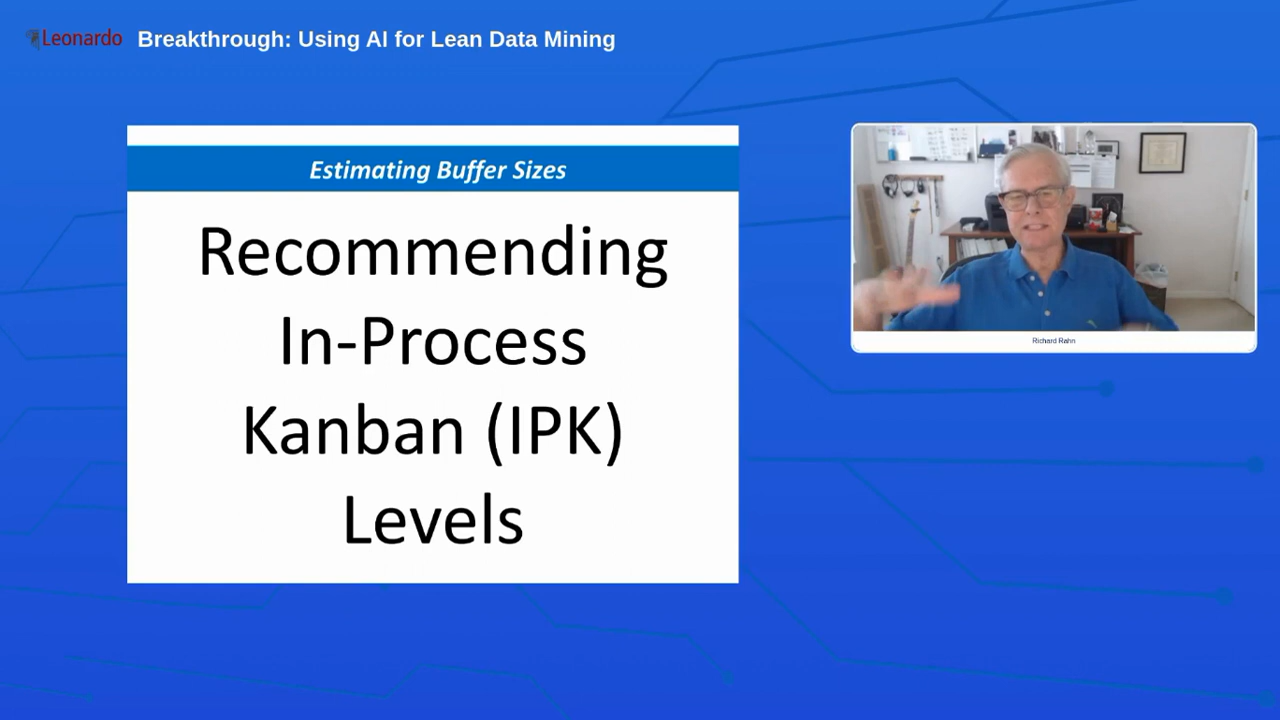 Leonardo
Breakthrough: Using AI for Lean Data Mining
Estimating Buffer Sizes
Recommending
In-Process
Kanban (IPK)
Levels
Richard Rahn